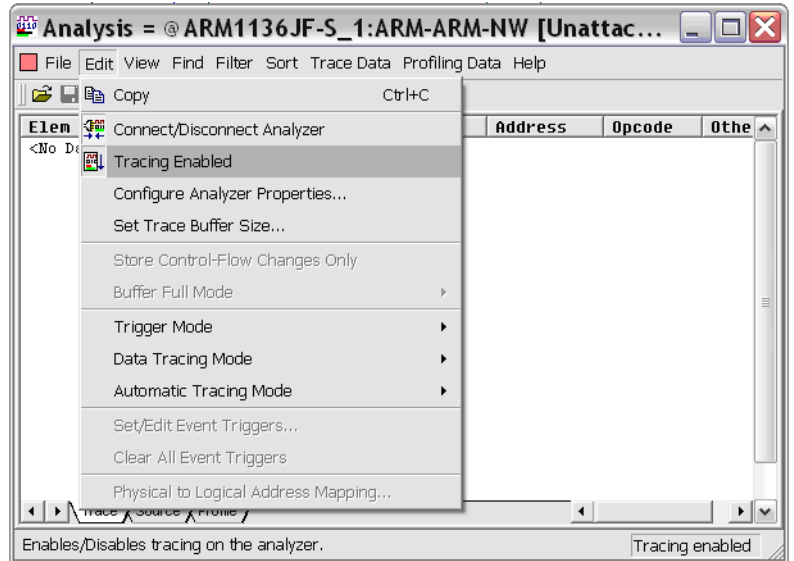 Analysis = @ARM1136JF-S_1:ARM-ARM-NW [Unattac...
File Edit View Find Filter Sort Trace Data Profiling Data Help
Copy Ctrl+C
Elem Address Opcode Othe
Connect/Disconnect Analyzer
<No Da
Tracing Enabled
Configure Analyzer Properties...
Set Trace Buffer Size...
Store Control-Flow Changes Only
Buffer Full Mode
Trigger Mode
Data Tracing Mode
Automatic Tracing Mode
Set/Edit Event Triggers...
Clear All Event Triggers
Physical to Logical Address Mapping...
Trace Source Profile
Enables/Disables tracing on the analyzer. Tracing enabled